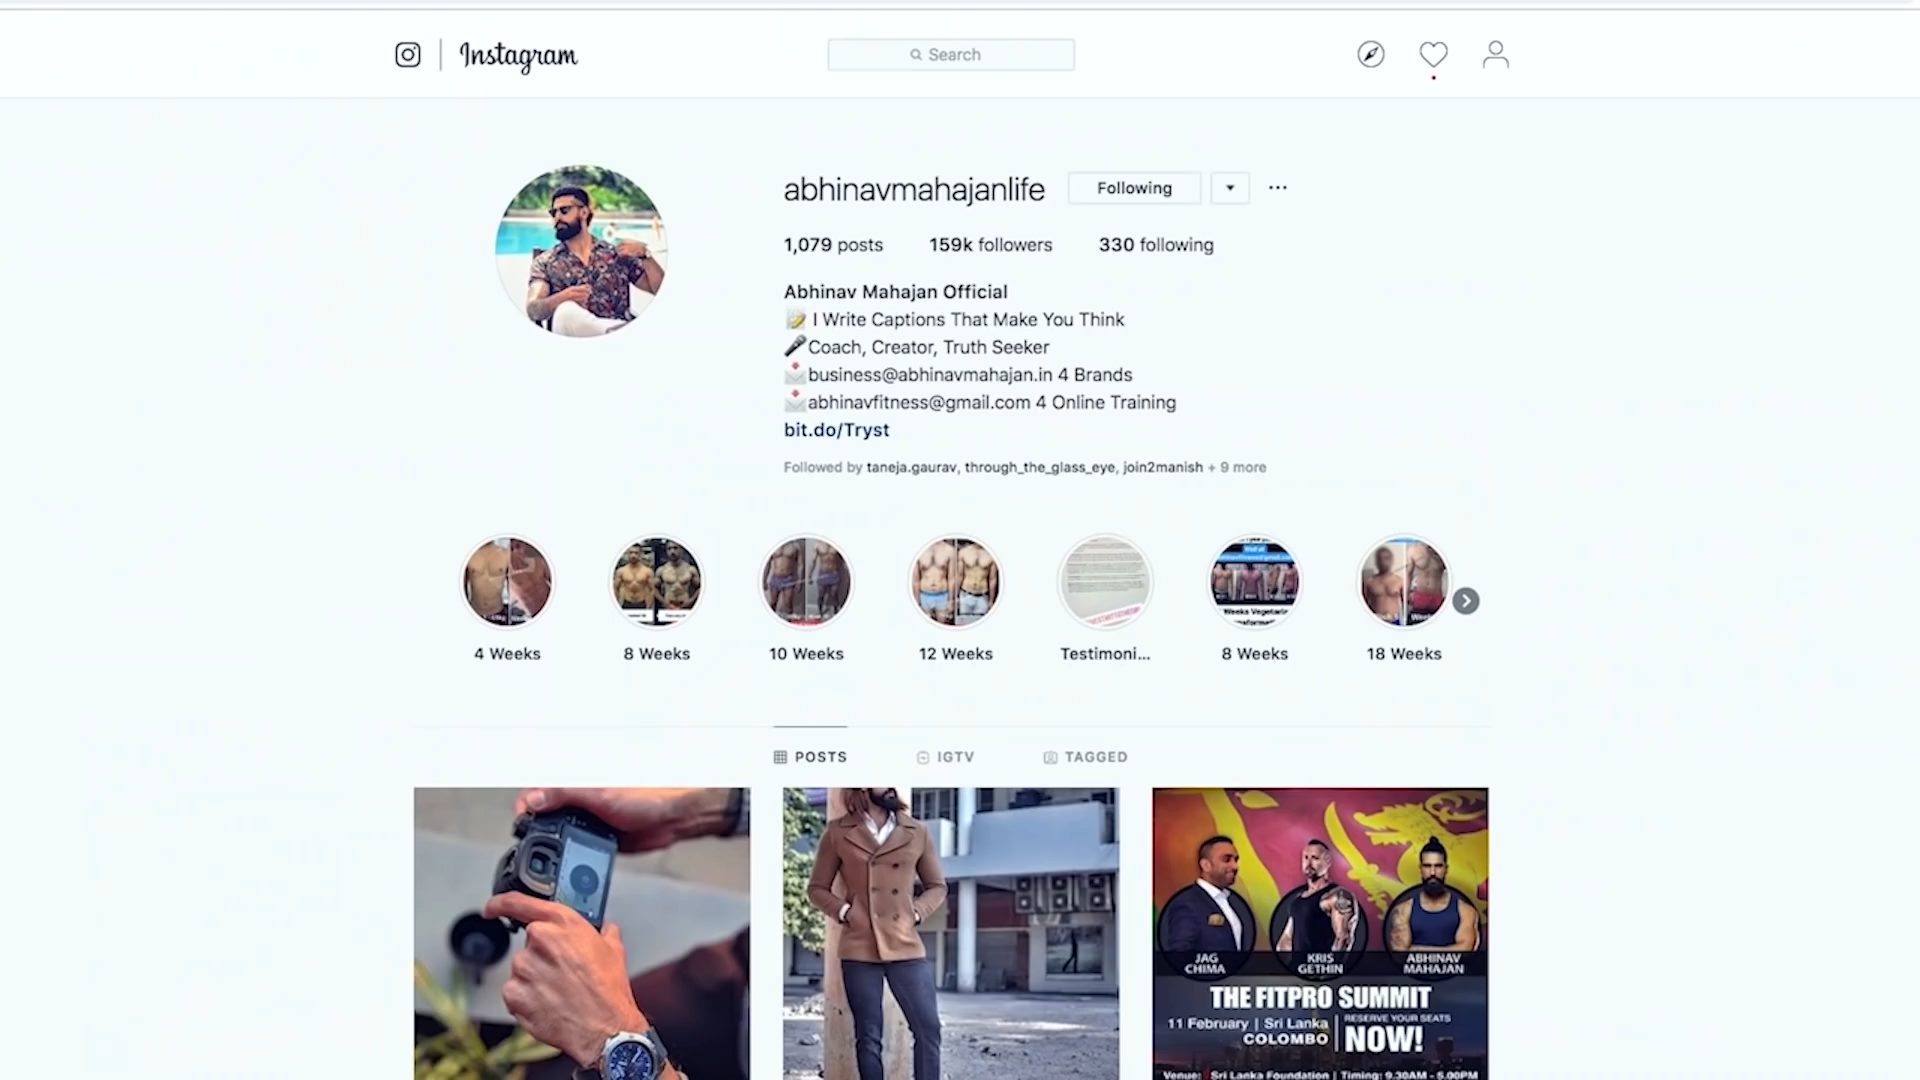 Instagram
Search
abhinavmahajanlife
Following
1,079 posts
159k followers
330 following
Abhinav Mahajan Official
I Write Captions That Make You Think
Coach, Creator, Truth Seeker
business@abhinavmahajan.in 4 Brands
abhinavfitness@gmail.com 4 Online Training
bit.do/Tryst
Followed by taneja.gaurav, through_the_glass_eye, join2manish + 9 more
4 Weeks
8 Weeks
10 Weeks
12 Weeks
Testimoni...
8 Weeks
18 Weeks
POSTS
IGTV
TAGGED
JAG
CHIMA
KRIS
GETHIN
ABHINAV
MAHAJAN
THE FITPRO SUMMIT
11 February | Sri Lanka
COLOMBO
RESERVE YOUR SEATS
NOW!
Venue: Sri Lanka Foundation | Timing: 9.30AM - 5.00PM